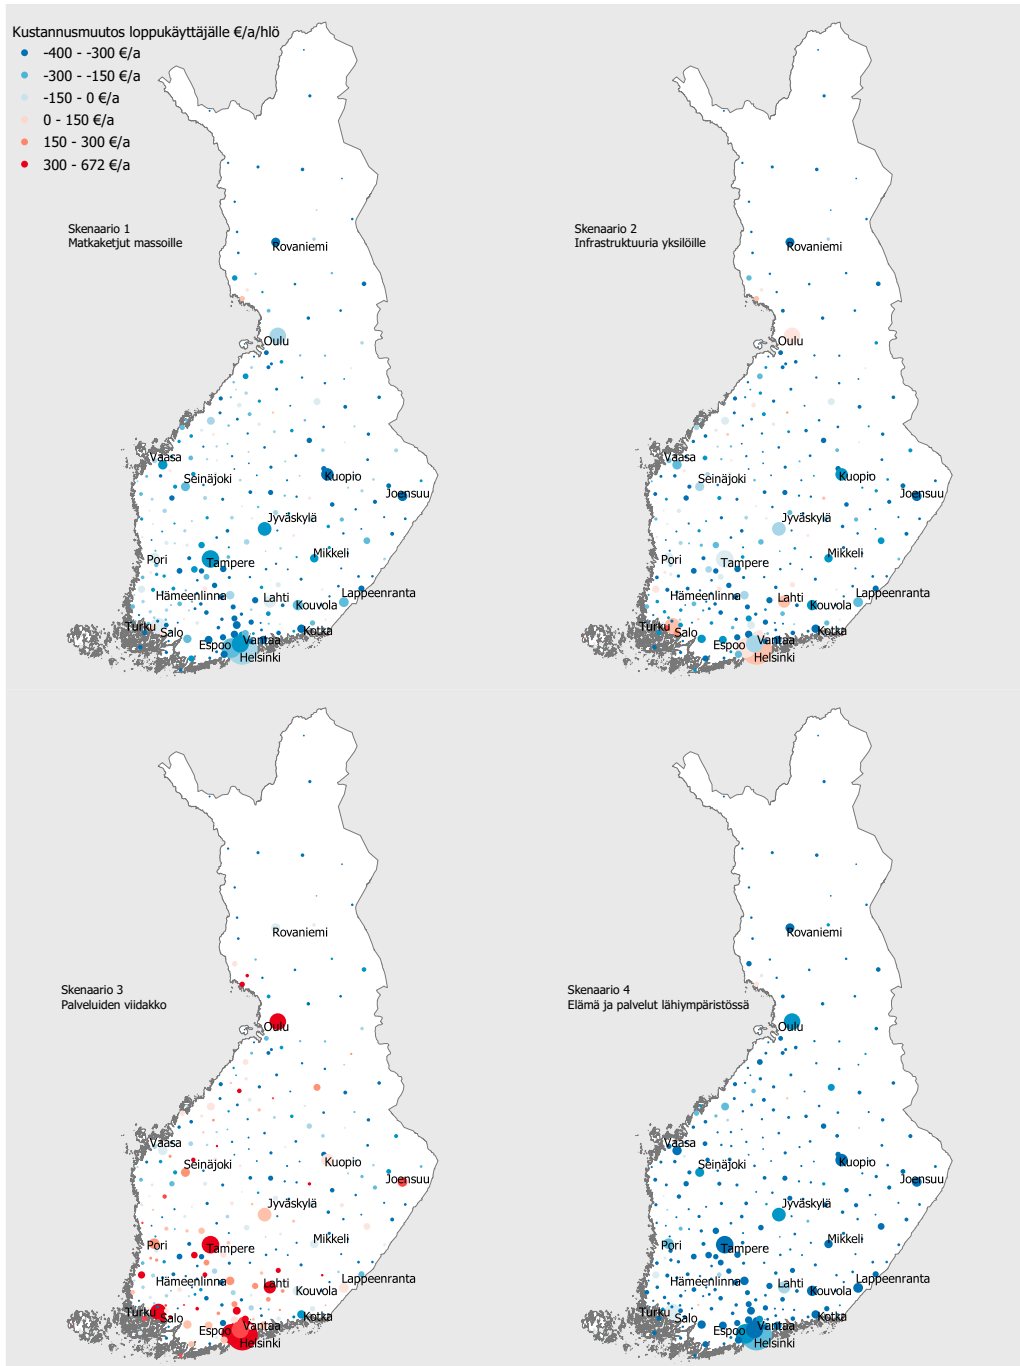 Kustannusmuutos loppukäyttäjälle €/a/hlö
-400 - -300 €/a
-300 - -150 €/a
-150 - 0 €/a
0 - 150 €/a
150 - 300 €/a
300 - 672 €/a
Skenaario 1
Matkaketjut massoille
Rovaniemi
Oulu
Vaasa
Seinäjoki
Kuopio
Joensuu
Jyväskylä
Pori
Tampere
Mikkeli
Hämeenlinna
Lahti
Kouvola
Lappeenranta
Turku
Salo
Kotka
Espoo
Vantaa
Helsinki
Skenaario 2
Infrastruktuuria yksilöille
Rovaniemi
Oulu
Vaasa
Seinäjoki
Kuopio
Joensuu
Jyväskylä
Pori
Tampere
Mikkeli
Hämeenlinna
Lahti
Kouvola
Lappeenranta
Turku
Salo
Kotka
Espoo
Vantaa
Helsinki
Skenaario 3
Palveluiden viidakko
Rovaniemi
Oulu
Vaasa
Seinäjoki
Kuopio
Joensuu
Jyväskylä
Pori
Tampere
Mikkeli
Hämeenlinna
Lahti
Kouvola
Lappeenranta
Turku
Salo
Kotka
Espoo
Vantaa
Helsinki
Skenaario 4
Elämä ja palvelut lähiympäristössä
Rovaniemi
Oulu
Vaasa
Seinäjoki
Kuopio
Joensuu
Jyväskylä
Pori
Tampere
Mikkeli
Hämeenlinna
Lahti
Kouvola
Lappeenranta
Turku
Salo
Kotka
Espoo
Vantaa
Helsinki